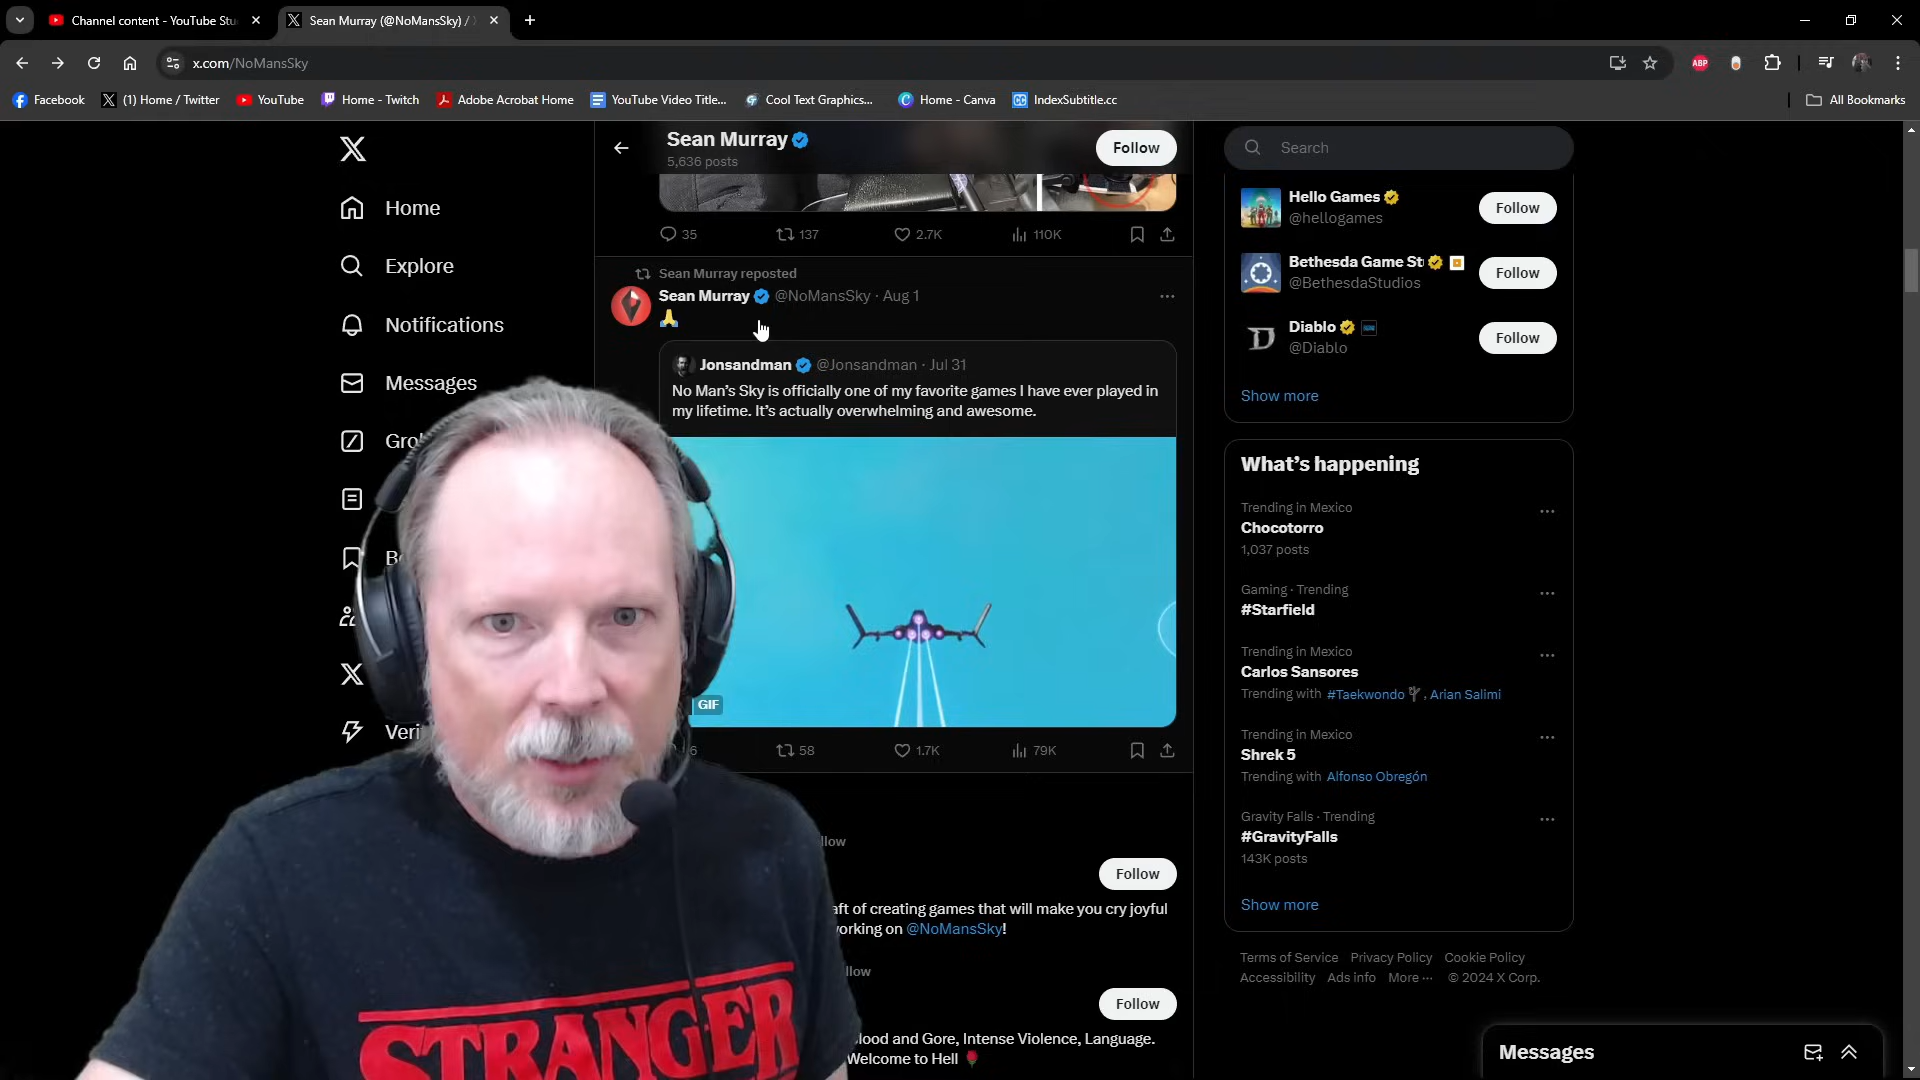 Channel content - YouTube Stu
Sean Murray (@NoMansSky) /
x.com/NoMansSky
ABP
Facebook
(1) Home / Twitter
YouTube
Home - Twitch
Adobe Acrobat Home
YouTube Video Title...
Cool Text Graphics...
Home - Canva
CC IndexSubtitle.cc
All Bookmarks
Home
Explore
Notifications
Messages
Gro
B
Veri
Sean Murray
5,636 posts
Follow
35
137
2.7K
110K
Sean Murray reposted
Sean Murray @NoMansSky · Aug 1
🙏
Jonsandman @Jonsandman · Jul 31
No Man's Sky is officially one of my favorite games I have ever played in
my lifetime. It's actually overwhelming and awesome.
GIF
6
58
1.7K
79K
llow
Follow
aft of creating games that will make you cry joyful
vorking on @NoMansSky!
llow
Follow
lood and Gore, Intense Violence, Language.
Welcome to Hell 🌹
STRANGER
Search
Hello Games
@hellogames
Follow
Bethesda Game St
@BethesdaStudios
Follow
Diablo
@Diablo
Follow
Show more
What's happening
Trending in Mexico
Chocotorro
1,037 posts
Gaming · Trending
#Starfield
Trending in Mexico
Carlos Sansores
Trending with #Taekwondo, Arian Salimi
Trending in Mexico
Shrek 5
Trending with Alfonso Obregón
Gravity Falls · Trending
#GravityFalls
143K posts
Show more
Terms of Service Privacy Policy Cookie Policy
Accessibility Ads info More ··· © 2024 X Corp.
Messages